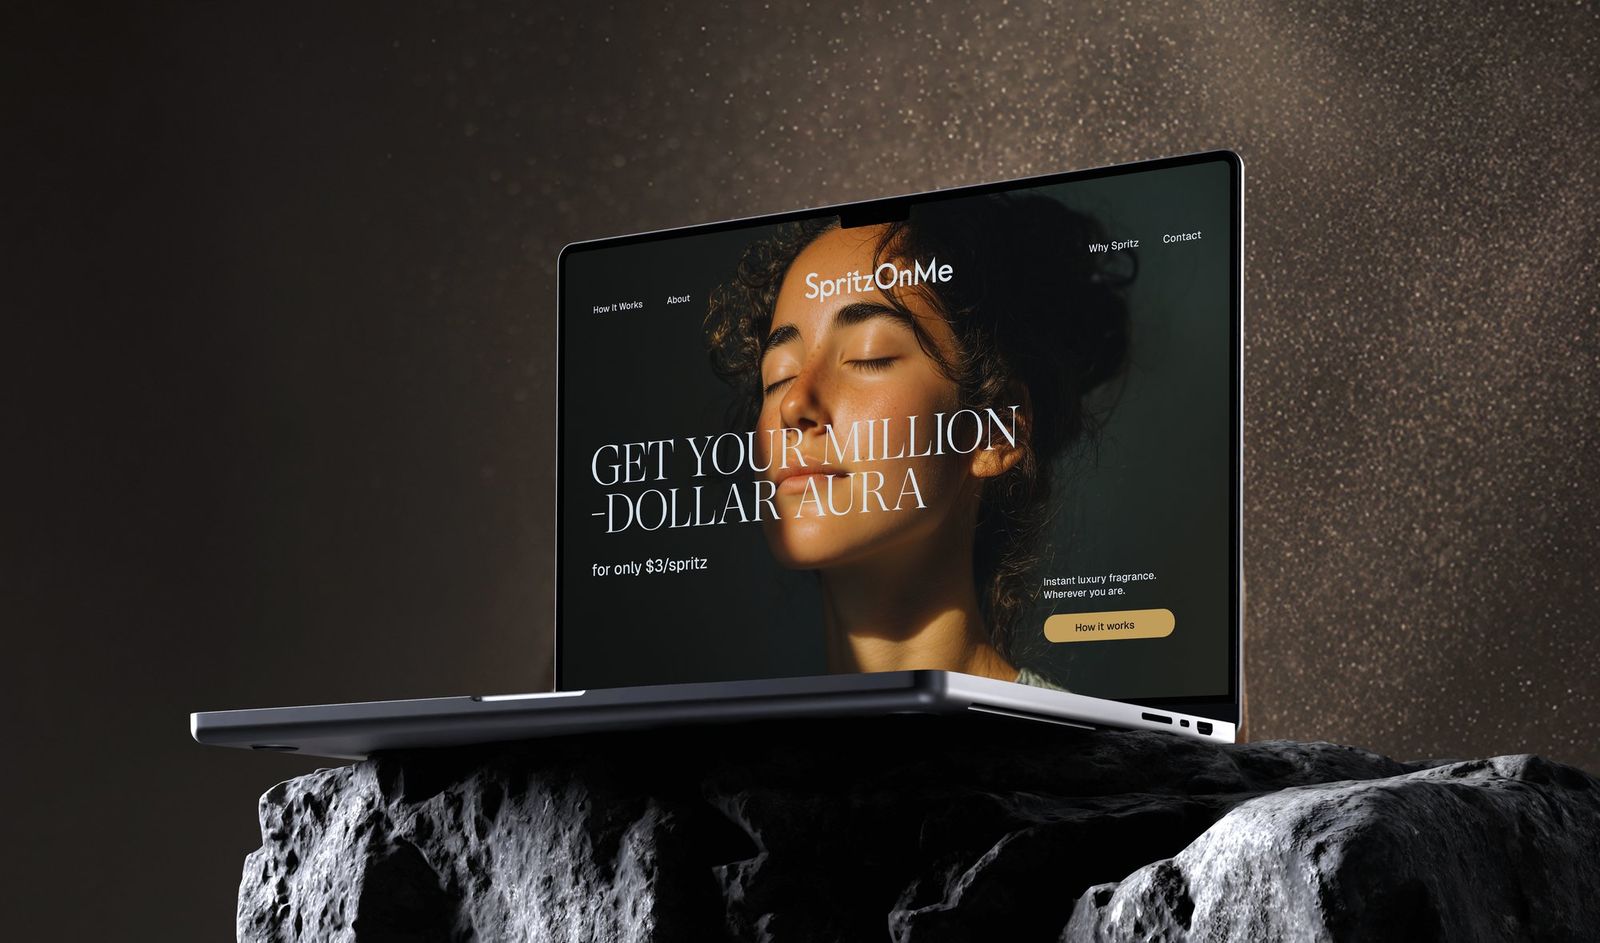 How It Works
About
SpritzOnMe
Why Spritz
Contact
GET YOUR MILLION
-DOLLAR AURA
for only $3/spritz
Instant luxury fragrance.
Wherever you are.
How it works